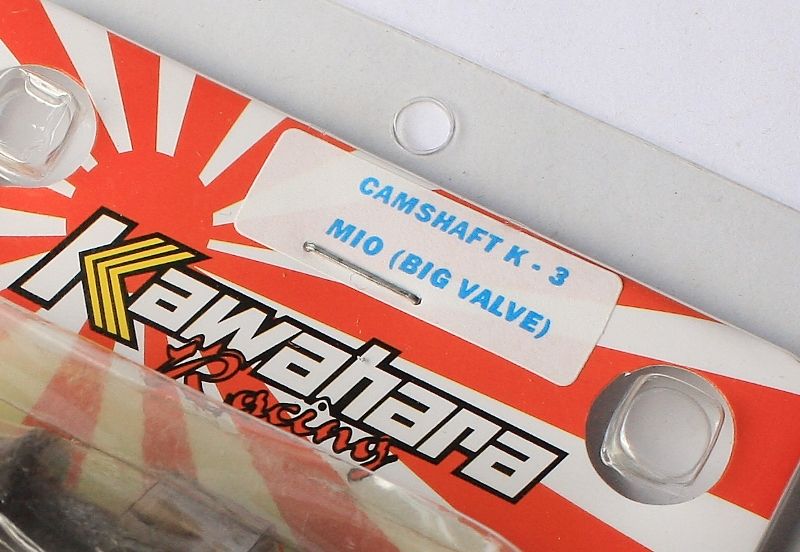 CAMSHAFT K - 3
MIO (BIG VALVE)
Kawahara
Racing